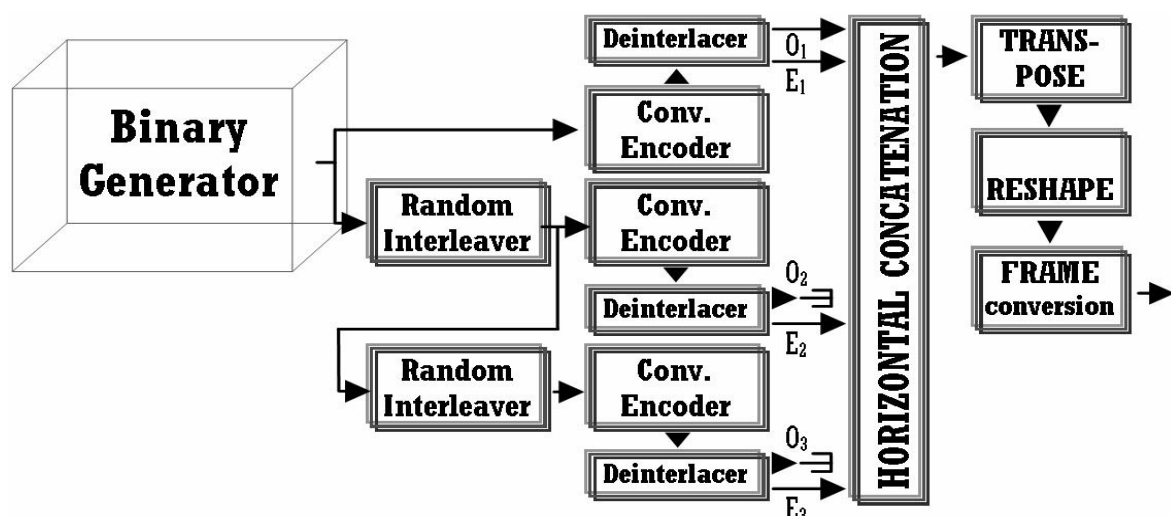 Binary
Generator
Random
Interleaver
Random
Interleaver
Deinterlacer
Conv.
Encoder
Conv.
Encoder
Deinterlacer
Conv.
Encoder
Deinterlacer
O1
E1
O2
E2
O3
E3
HORIZONTAL CONCATENATION
TRANS-
POSE
RESHAPE
FRAME
conversion